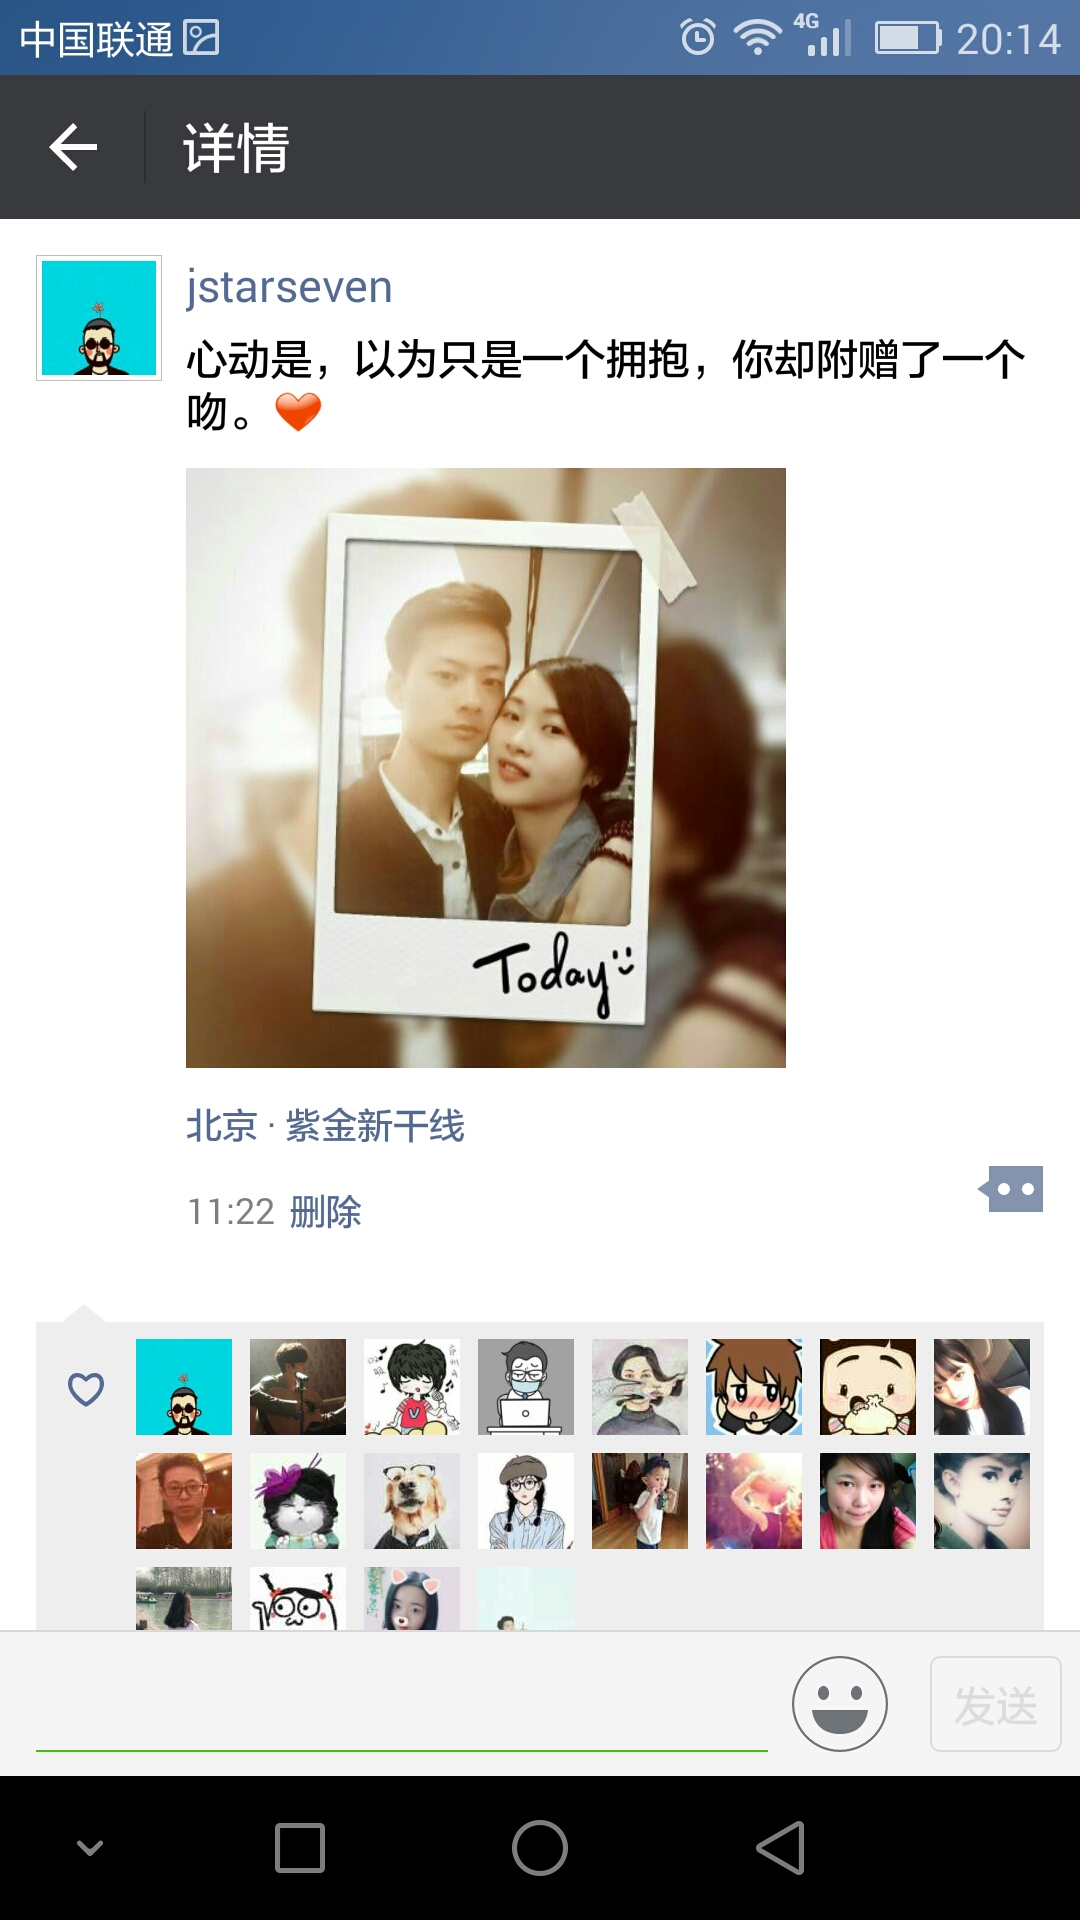 中国联通 4G 20:14
详情
jstarseven
心动是，以为只是一个拥抱，你却附赠了一个
吻。❤
Today
北京 · 紫金新干线
11:22 删除
发送